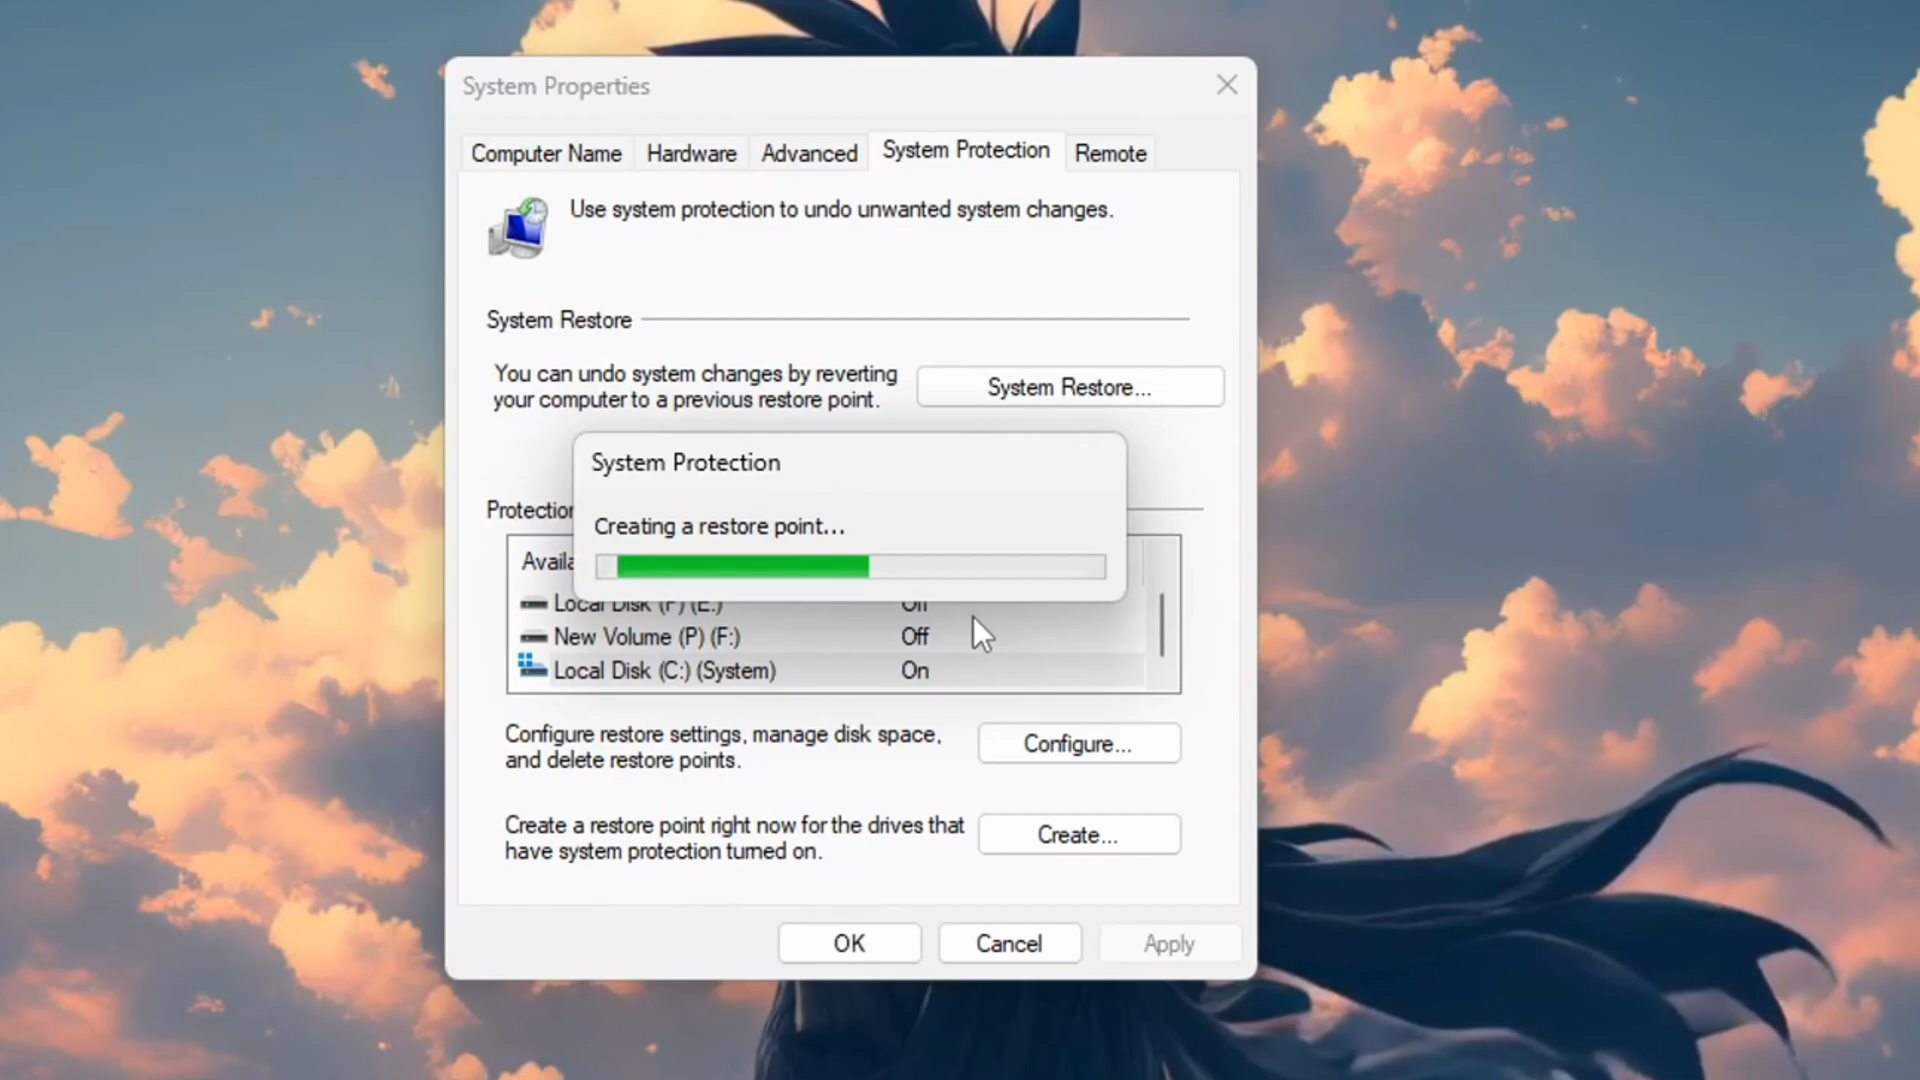 System Properties
Computer Name
Hardware
Advanced
System Protection
Remote
Use system protection to undo unwanted system changes.
System Restore
You can undo system changes by reverting
your computer to a previous restore point.
System Restore...
System Protection
Creating a restore point...
Protection
Availa
Local Disk (F) (E:) Off
New Volume (P) (F:) Off
Local Disk (C:) (System) On
Configure restore settings, manage disk space,
and delete restore points.
Configure...
Create a restore point right now for the drives that
have system protection turned on.
Create...
OK
Cancel
Apply